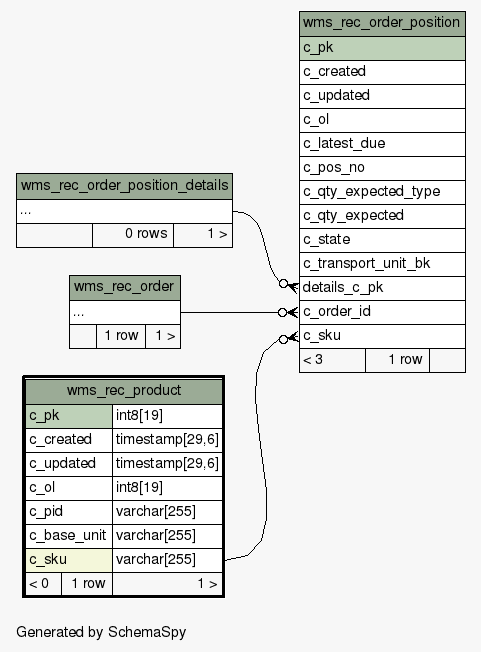 wms_rec_order_position
c_pk
c_created
c_updated
c_ol
c_latest_due
c_pos_no
c_qty_expected_type
c_qty_expected
c_state
c_transport_unit_bk
details_c_pk
c_order_id
c_sku
< 3 1 row
wms_rec_order_position_details
...
0 rows 1 >
wms_rec_order
...
1 row 1 >
wms_rec_product
c_pk int8[19]
c_created timestamp[29,6]
c_updated timestamp[29,6]
c_ol int8[19]
c_pid varchar[255]
c_base_unit varchar[255]
c_sku varchar[255]
< 0 1 row 1 >
Generated by SchemaSpy